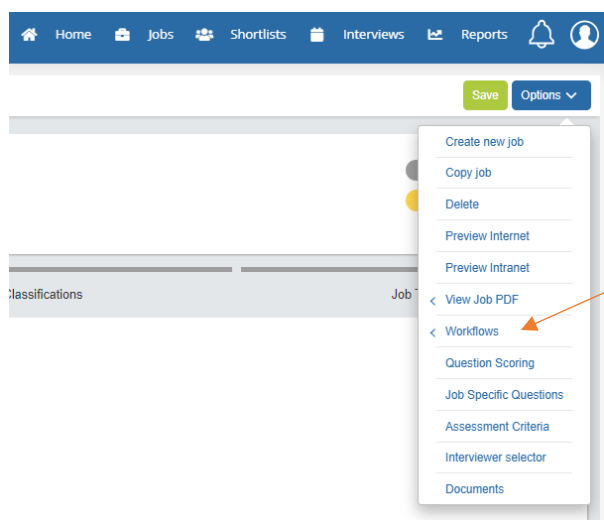 Home Jobs Shortlists Interviews Reports
Save Options
Create new job
Copy job
Delete
Preview Internet
Preview Intranet
Classifications Job
View Job PDF
Workflows
Question Scoring
Job Specific Questions
Assessment Criteria
Interviewer selector
Documents